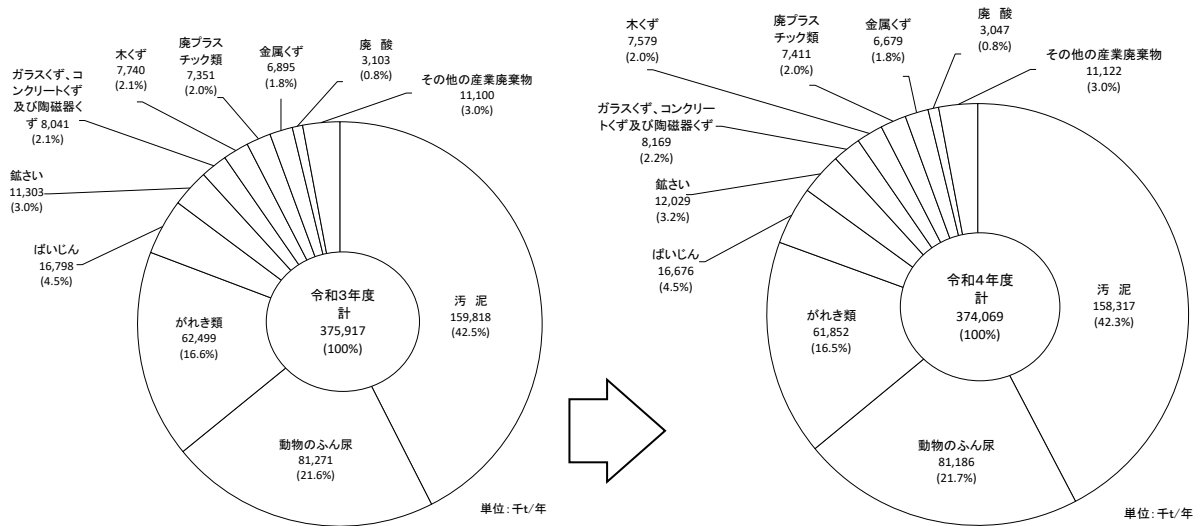 木くず
7,740
(2.1%)
廃プラス
チック類
7,351
(2.0%)
金属くず
6,895
(1.8%)
廃　酸
3,103
(0.8%)
その他の産業廃棄物
11,100
(3.0%)
ガラスくず、コ
ンクリートくず
及び陶磁器く
ず 8,041
(2.1%)
鉱さい
11,303
(3.0%)
ばいじん
16,798
(4.5%)
がれき類
62,499
(16.6%)
令和3年度
計
375,917
(100%)
汚　泥
159,818
(42.5%)
動物のふん尿
81,271
(21.6%)
単位：千t/年
木くず
7,579
(2.0%)
廃プラス
チック類
7,411
(2.0%)
金属くず
6,679
(1.8%)
廃　酸
3,047
(0.8%)
その他の産業廃棄物
11,122
(3.0%)
ガラスくず、コンクリー
トくず及び陶磁器くず
8,169
(2.2%)
鉱さい
12,029
(3.2%)
ばいじん
16,676
(4.5%)
がれき類
61,852
(16.5%)
令和4年度
計
374,069
(100%)
汚　泥
158,317
(42.3%)
動物のふん尿
81,186
(21.7%)
単位：千t/年